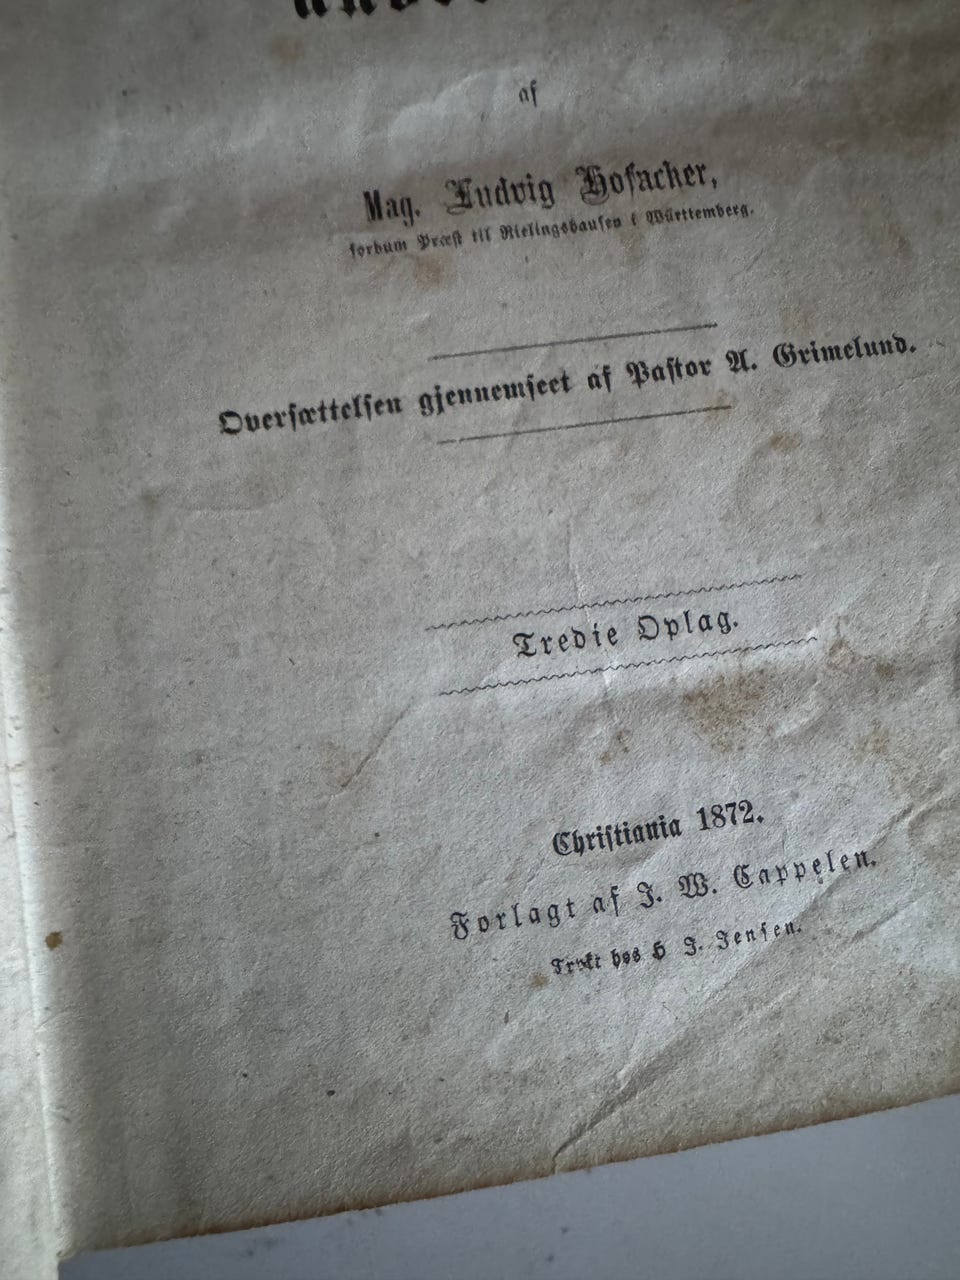 af
Mag. Ludvig Hofacker,
forhum Præst til Rielingshausen i Württemberg.
Oversættelsen gjennemseet af Pastor A. Grimelund.
Tredie Oplag.
Christiania 1872.
Forlagt af J. W. Cappelen.
Trykt hos H J. Jensen.